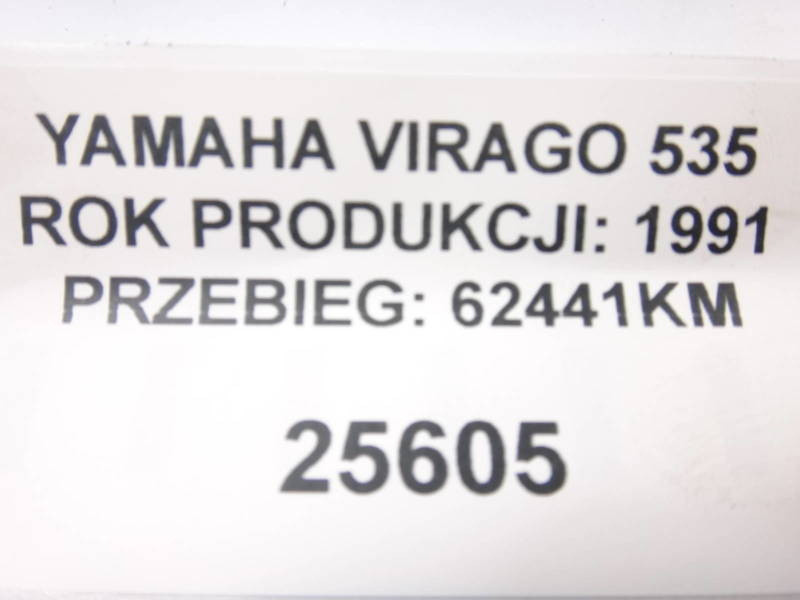 YAMAHA VIRAGO 535
ROK PRODUKCJI: 1991
PRZEBIEG: 62441KM
25605